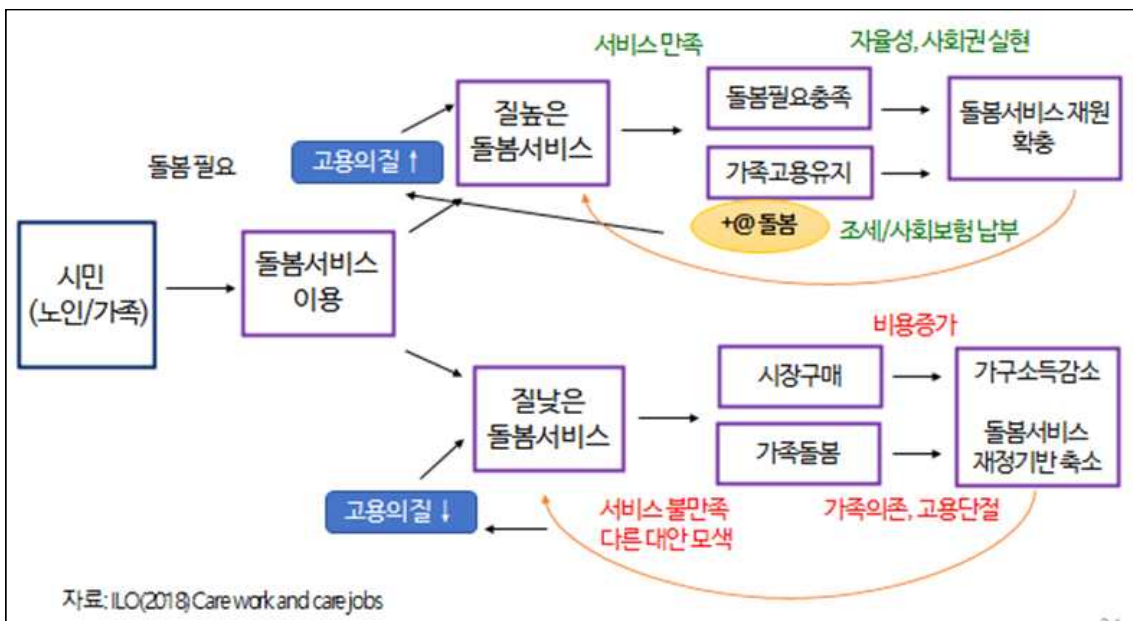 서비스 만족
자율성, 사회권 실현
돌봄필요충족
질높은
돌봄서비스
돌봄서비스 재원
확충
돌봄 필요
고용의 질 ↑
가족고용유지
+@ 돌봄
조세/사회보험 납부
시민
(노인/가족)
돌봄서비스
이용
비용증가
시장구매
가구소득감소
질낮은
돌봄서비스
돌봄서비스
재정기반 축소
가족돌봄
고용의 질 ↓
서비스 불만족
다른 대안 모색
가족의존, 고용단절
자료: ILO(2018) Care work and care jobs